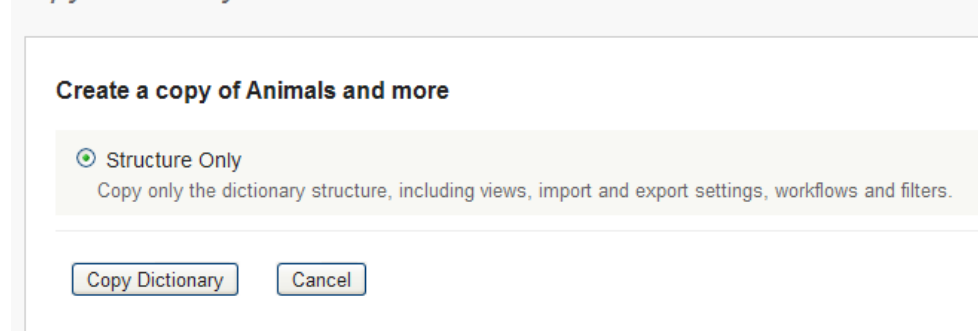 Create a copy of Animals and more
Structure Only
Copy only the dictionary structure, including views, import and export settings, workflows and filters.
Copy Dictionary
Cancel